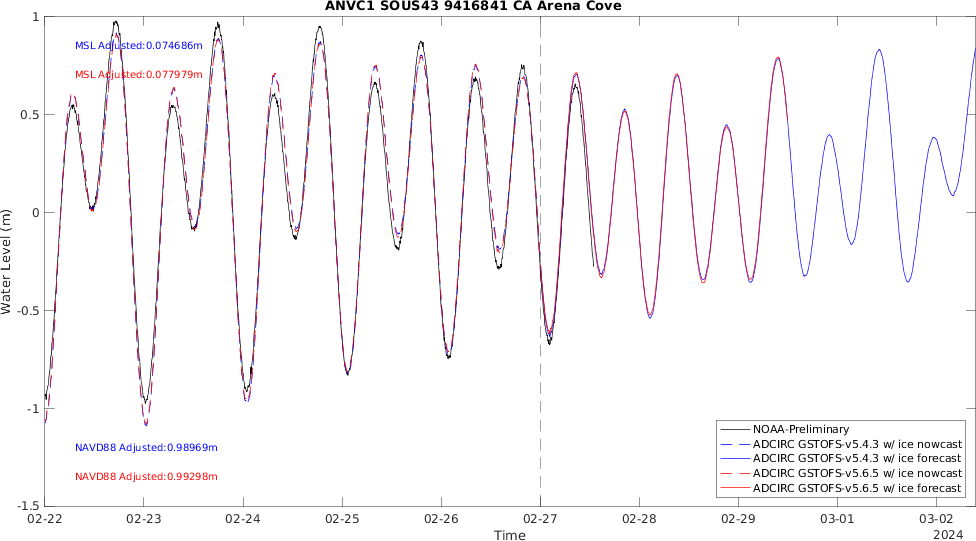 ANVC1 SOUS43 9416841 CA Arena Cove
1
0.5
0
-0.5
-1
-1.5
Water Level (m)
MSL Adjusted:0.074686m
MSL Adjusted:0.077979m
NAVD88 Adjusted:0.98969m
NAVD88 Adjusted:0.99298m
NOAA-Preliminary
ADCIRC GSTOFS-v5.4.3 w/ ice nowcast
ADCIRC GSTOFS-v5.4.3 w/ ice forecast
ADCIRC GSTOFS-v5.6.5 w/ ice nowcast
ADCIRC GSTOFS-v5.6.5 w/ ice forecast
02-22 02-23 02-24 02-25 02-26 02-27 02-28 02-29 03-01 03-02
Time
2024